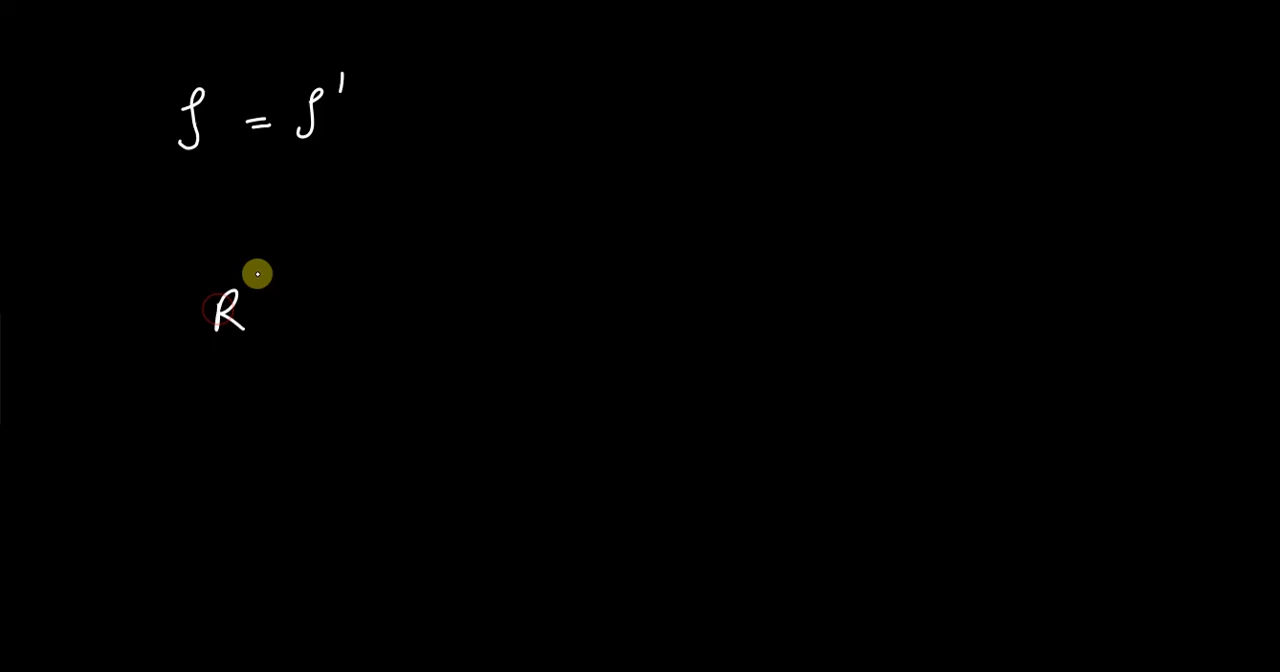 ρ = ρ'
R